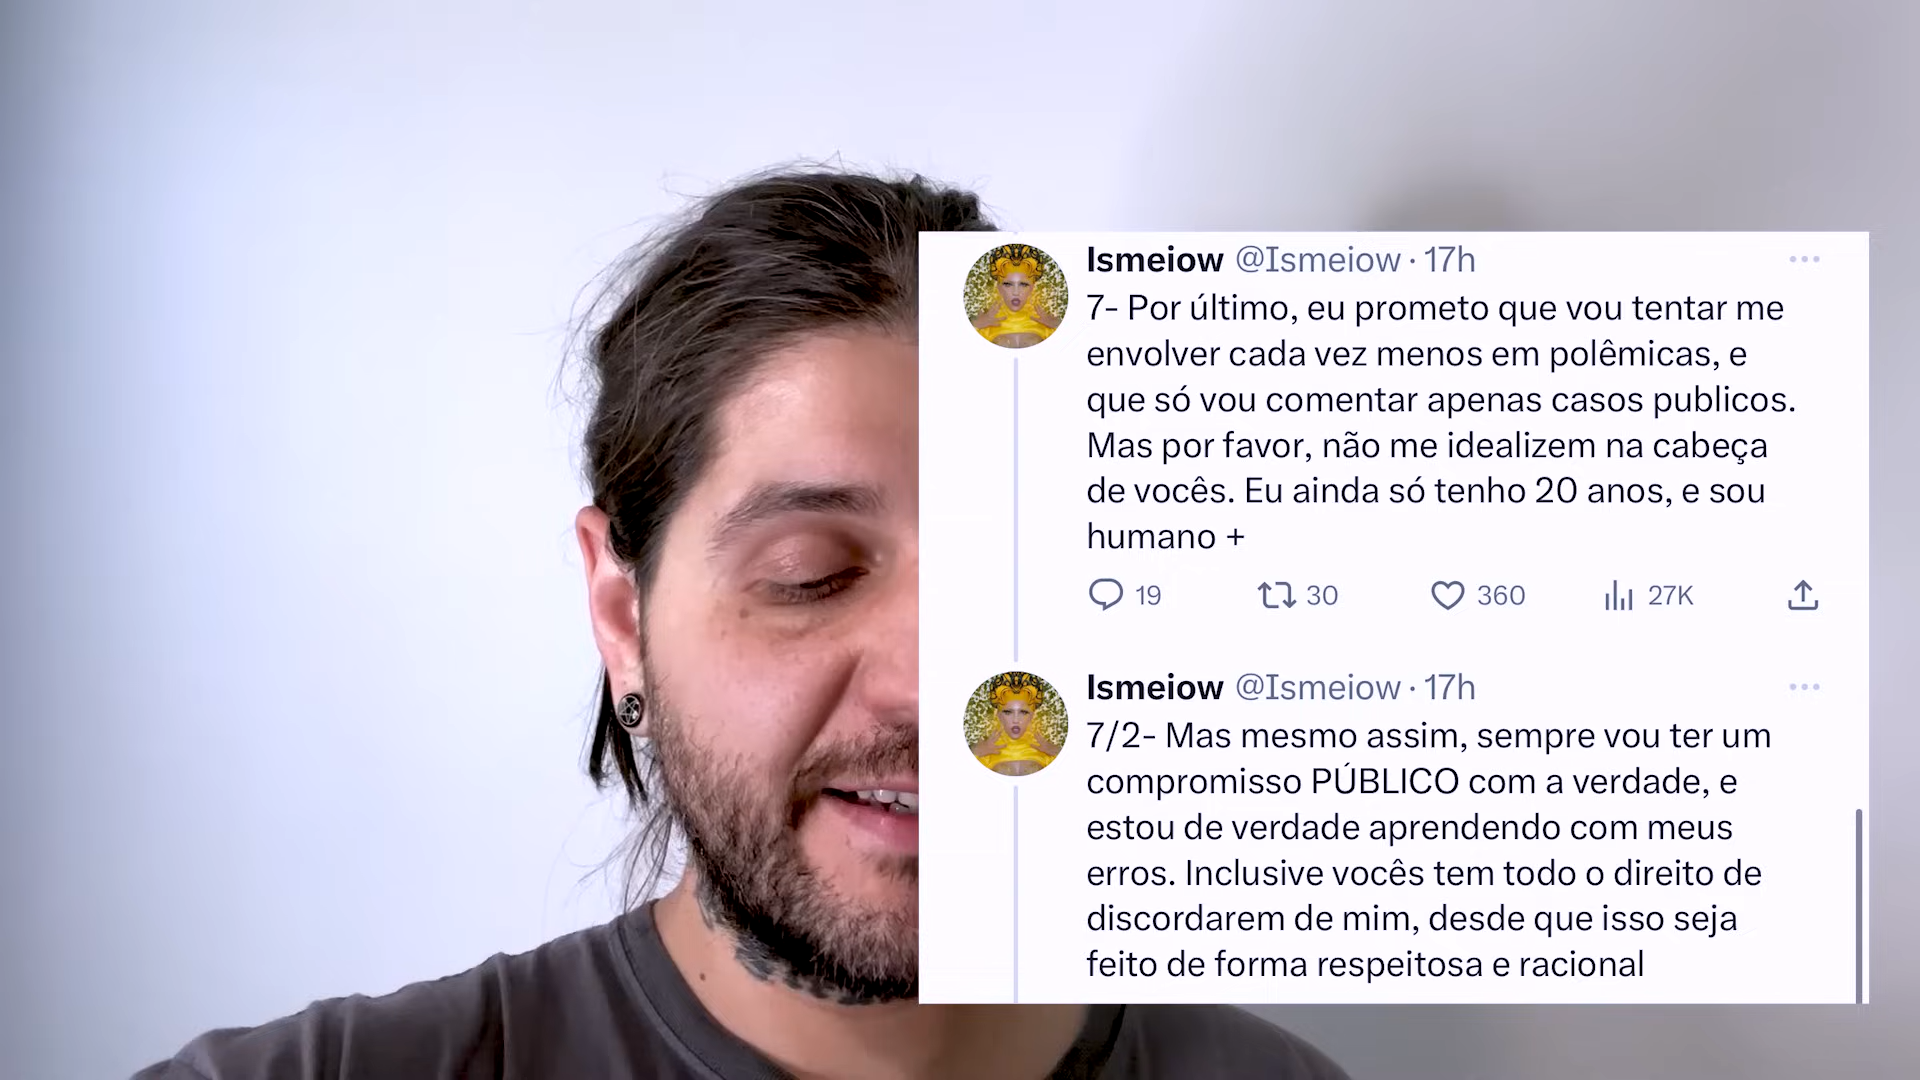 Ismeiow @Ismeiow · 17h
7- Por último, eu prometo que vou tentar me
envolver cada vez menos em polêmicas, e
que só vou comentar apenas casos publicos.
Mas por favor, não me idealizem na cabeça
de vocês. Eu ainda só tenho 20 anos, e sou
humano +
19 30 360 27K
Ismeiow @Ismeiow · 17h
7/2- Mas mesmo assim, sempre vou ter um
compromisso PÚBLICO com a verdade, e
estou de verdade aprendendo com meus
erros. Inclusive vocês tem todo o direito de
discordarem de mim, desde que isso seja
feito de forma respeitosa e racional